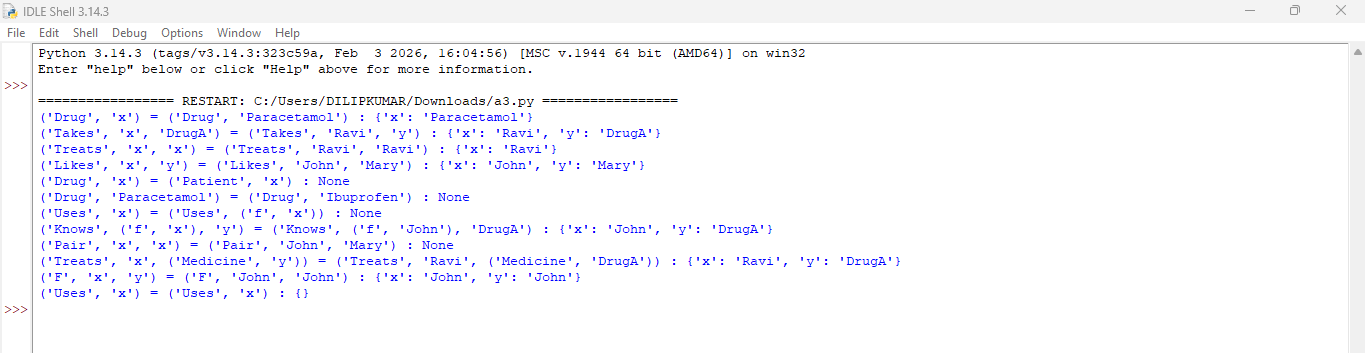 IDLE Shell 3.14.3
File Edit Shell Debug Options Window Help
Python 3.14.3 (tags/v3.14.3:323c59a, Feb  3 2026, 16:04:56) [MSC v.1944 64 bit (AMD64)] on win32
Enter "help" below or click "Help" above for more information.
>>>
================= RESTART: C:/Users/DILIPKUMAR/Downloads/a3.py =================
('Drug', 'x') = ('Drug', 'Paracetamol') : {'x': 'Paracetamol'}
('Takes', 'x', 'DrugA') = ('Takes', 'Ravi', 'y') : {'x': 'Ravi', 'y': 'DrugA'}
('Treats', 'x', 'x') = ('Treats', 'Ravi', 'Ravi') : {'x': 'Ravi'}
('Likes', 'x', 'y') = ('Likes', 'John', 'Mary') : {'x': 'John', 'y': 'Mary'}
('Drug', 'x') = ('Patient', 'x') : None
('Drug', 'Paracetamol') = ('Drug', 'Ibuprofen') : None
('Uses', 'x') = ('Uses', ('f', 'x')) : None
('Knows', ('f', 'x'), 'y') = ('Knows', ('f', 'John'), 'DrugA') : {'x': 'John', 'y': 'DrugA'}
('Pair', 'x', 'x') = ('Pair', 'John', 'Mary') : None
('Treats', 'x', ('Medicine', 'y')) = ('Treats', 'Ravi', ('Medicine', 'DrugA')) : {'x': 'Ravi', 'y': 'DrugA'}
('F', 'x', 'y') = ('F', 'John', 'John') : {'x': 'John', 'y': 'John'}
('Uses', 'x') = ('Uses', 'x') : {}
>>>